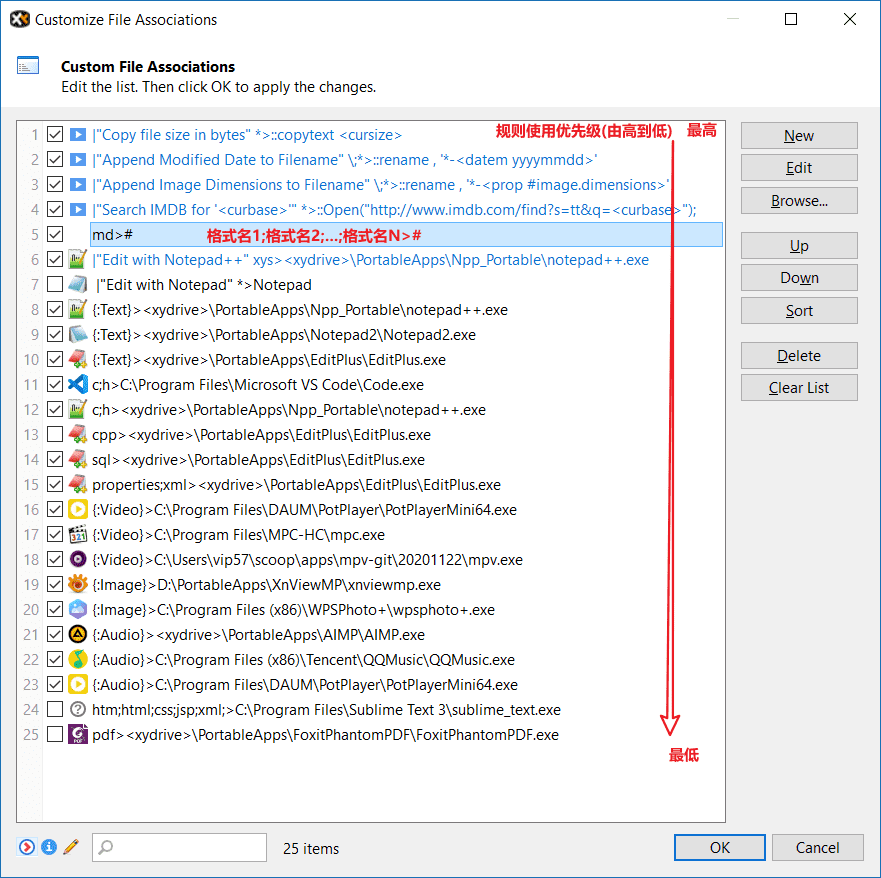 Customize File Associations
Custom File Associations
Edit the list. Then click OK to apply the changes.
规则使用优先级(由高到低) 最高
1 |"Copy file size in bytes" *>::copytext <cursize>
2 |"Append Modified Date to Filename" \;*>::rename , '*-<datem yyyymmdd>'
3 |"Append Image Dimensions to Filename" \;*>::rename , '*-<prop #image.dimensions>'
4 |"Search IMDB for '<curbase>'" *>::Open("http://www.imdb.com/find?s=tt&q=<curbase>");
5 md># 格式名1;格式名2;...;格式名N>#
6 |"Edit with Notepad++" xys><xydrive>\PortableApps\Npp_Portable\notepad++.exe
7 |"Edit with Notepad" *>Notepad
8 {:Text}><xydrive>\PortableApps\Npp_Portable\notepad++.exe
9 {:Text}><xydrive>\PortableApps\Notepad2\Notepad2.exe
10 {:Text}><xydrive>\PortableApps\EditPlus\EditPlus.exe
11 c;h>C:\Program Files\Microsoft VS Code\Code.exe
12 c;h><xydrive>\PortableApps\Npp_Portable\notepad++.exe
13 cpp><xydrive>\PortableApps\EditPlus\EditPlus.exe
14 sql><xydrive>\PortableApps\EditPlus\EditPlus.exe
15 properties;xml><xydrive>\PortableApps\EditPlus\EditPlus.exe
16 {:Video}>C:\Program Files\DAUM\PotPlayer\PotPlayerMini64.exe
17 {:Video}>C:\Program Files\MPC-HC\mpc.exe
18 {:Video}>C:\Users\vip57\scoop\apps\mpv-git\20201122\mpv.exe
19 {:Image}>D:\PortableApps\XnViewMP\xnviewmp.exe
20 {:Image}>C:\Program Files (x86)\WPSPhoto+\wpsphoto+.exe
21 {:Audio}><xydrive>\PortableApps\AIMP\AIMP.exe
22 {:Audio}>C:\Program Files (x86)\Tencent\QQMusic\QQMusic.exe
23 {:Audio}>C:\Program Files\DAUM\PotPlayer\PotPlayerMini64.exe
24 htm;html;css;jsp;xml;>C:\Program Files\Sublime Text 3\sublime_text.exe
25 pdf><xydrive>\PortableApps\FoxitPhantomPDF\FoxitPhantomPDF.exe
最低
New
Edit
Browse...
Up
Down
Sort
Delete
Clear List
25 items
OK
Cancel